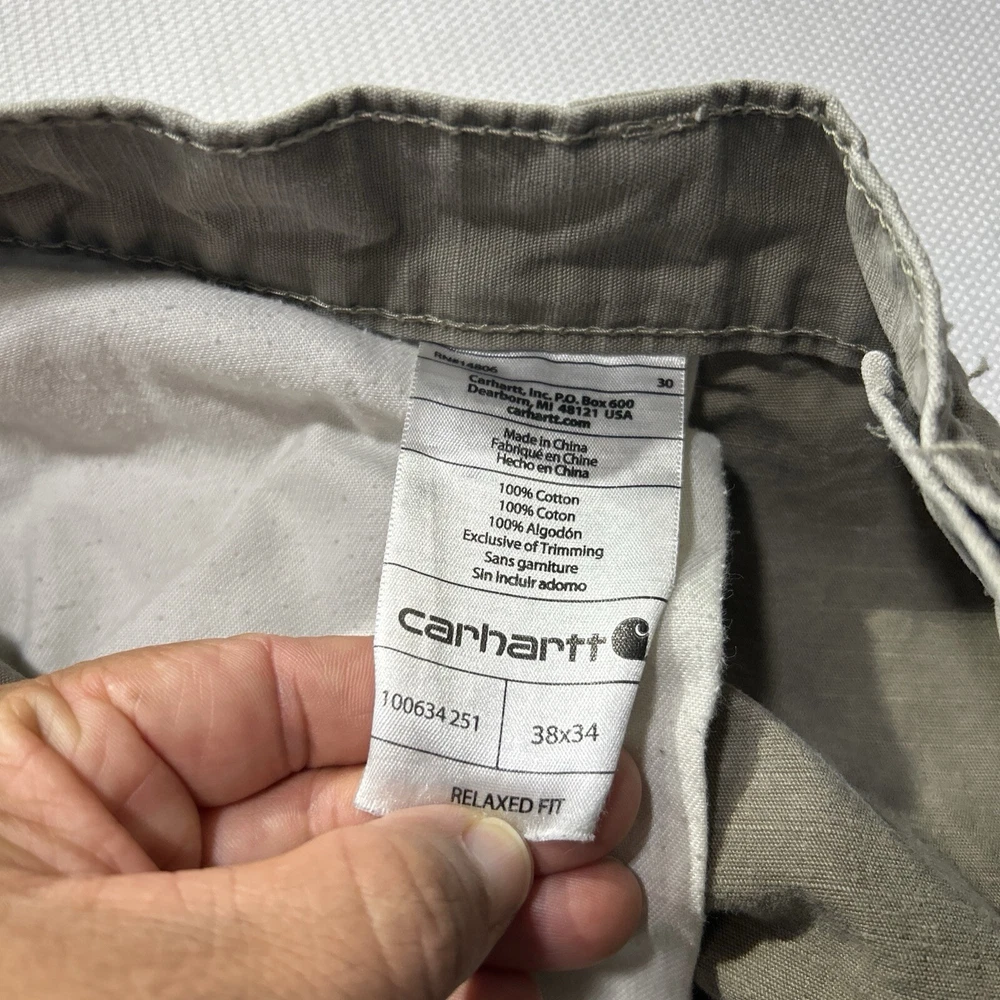 RN#14806 30
Carhartt, Inc. P.O. Box 600
Dearborn, MI 48121 USA
carhartt.com
Made in China
Fabriqué en Chine
Hecho en China
100% Cotton
100% Coton
100% Algodón
Exclusive of Trimming
Sans garniture
Sin incluir adorno
carhartt
100634 251
38x34
RELAXED FIT